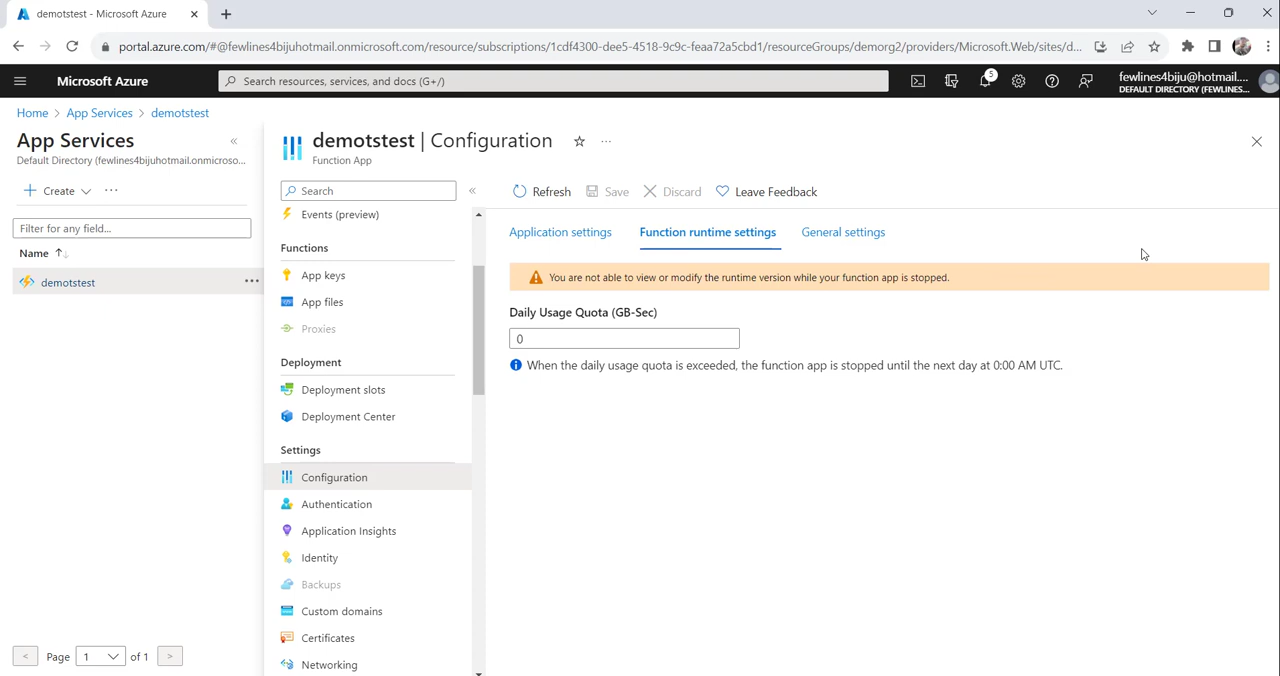 demotstest - Microsoft Azure
portal.azure.com/#@fewlines4bijuhotmail.onmicrosoft.com/resource/subscriptions/1cdf4300-dee5-4518-9c9c-feaa72a5cbd1/resourceGroups/demorg2/providers/Microsoft.Web/sites/d...
Microsoft Azure
Search resources, services, and docs (G+/)
5
fewlines4biju@hotmail....
DEFAULT DIRECTORY (FEWLINES...
Home > App Services > demotstest
App Services
Default Directory (fewlines4bijuhotmail.onmicroso...
Create
Filter for any field...
Name
demotstest
Page 1 of 1
demotstest | Configuration
Function App
Search
Events (preview)
Functions
App keys
App files
Proxies
Deployment
Deployment slots
Deployment Center
Settings
Configuration
Authentication
Application Insights
Identity
Backups
Custom domains
Certificates
Networking
Refresh Save Discard Leave Feedback
Application settings Function runtime settings General settings
You are not able to view or modify the runtime version while your function app is stopped.
Daily Usage Quota (GB-Sec)
0
When the daily usage quota is exceeded, the function app is stopped until the next day at 0:00 AM UTC.